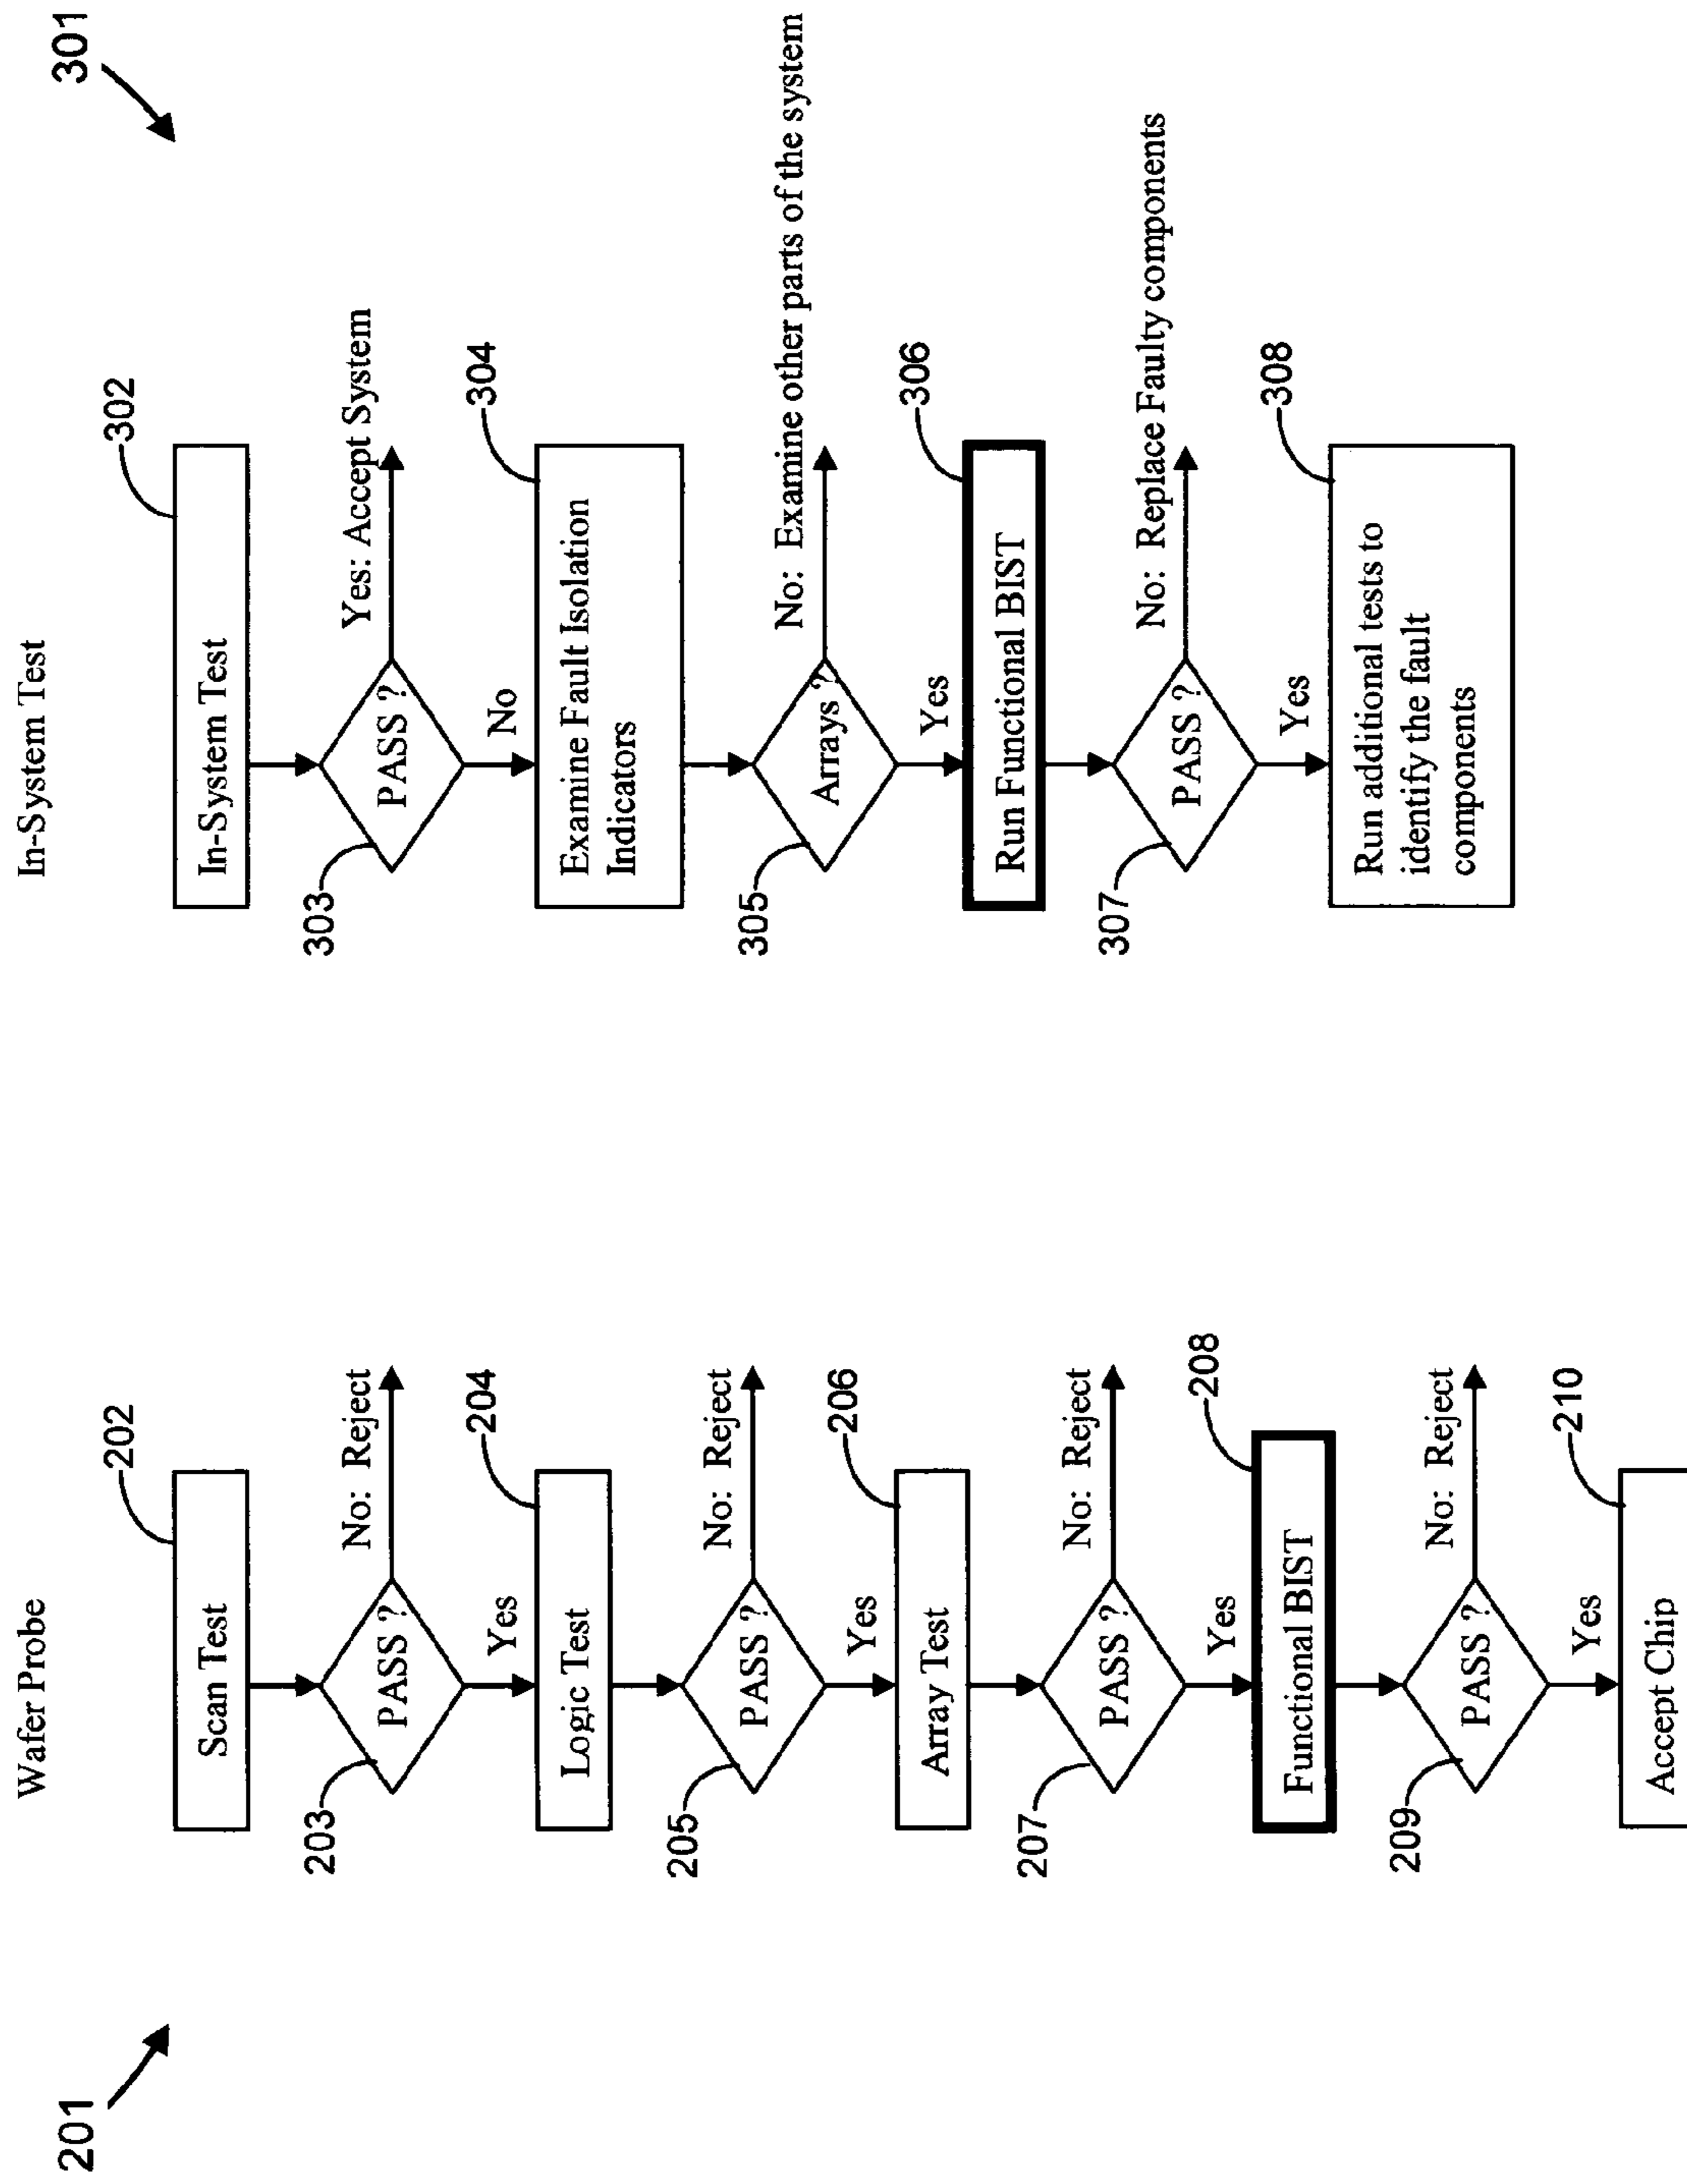 Wafer Probe
201
202
Scan Test
203
PASS ?
No: Reject
Yes
204
Logic Test
205
PASS ?
No: Reject
Yes
206
Array Test
207
PASS ?
No: Reject
Yes
208
Functional BIST
209
PASS ?
No: Reject
Yes
210
Accept Chip
In-System Test
301
302
In-System Test
303
PASS ?
Yes: Accept System
No
304
Examine Fault Isolation
Indicators
305
Arrays ?
No: Examine other parts of the system
Yes
306
Run Functional BIST
307
PASS ?
No: Replace Faulty components
Yes
308
Run additional tests to
identify the fault
components